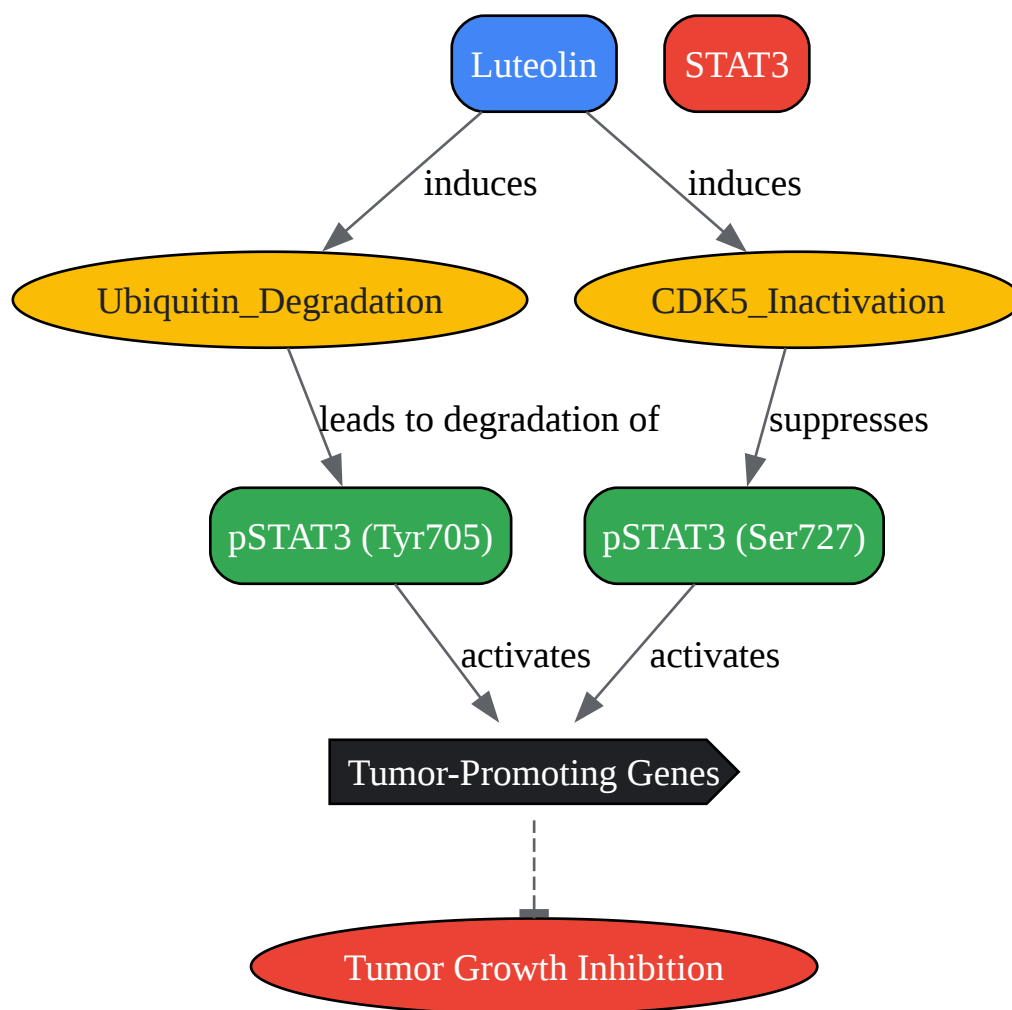 Luteolin
STAT3
induces
induces
Ubiquitin_Degradation
CDK5_Inactivation
leads to degradation of
suppresses
pSTAT3 (Tyr705)
pSTAT3 (Ser727)
activates
activates
Tumor-Promoting Genes
Tumor Growth Inhibition